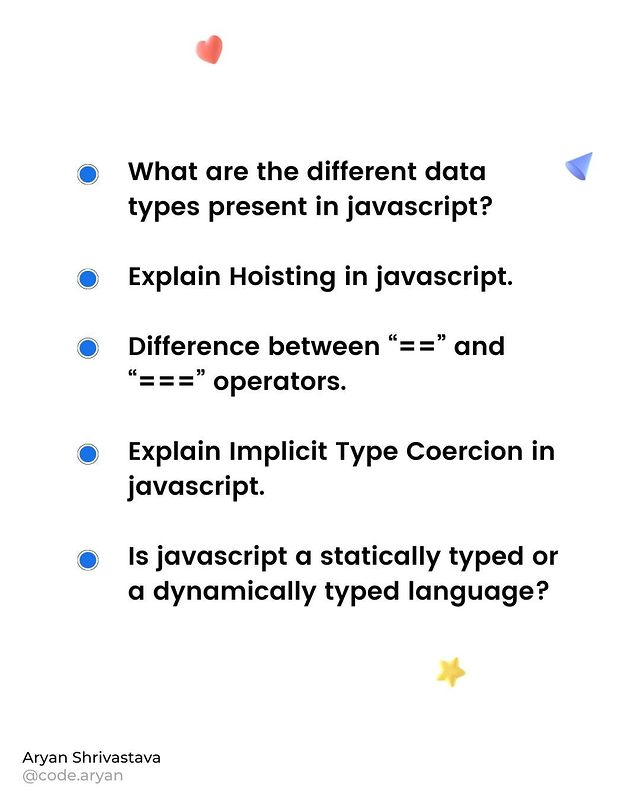 What are the different data
types present in javascript?
Explain Hoisting in javascript.
Difference between “==” and
“===” operators.
Explain Implicit Type Coercion in
javascript.
Is javascript a statically typed or
a dynamically typed language?
Aryan Shrivastava
@code.aryan